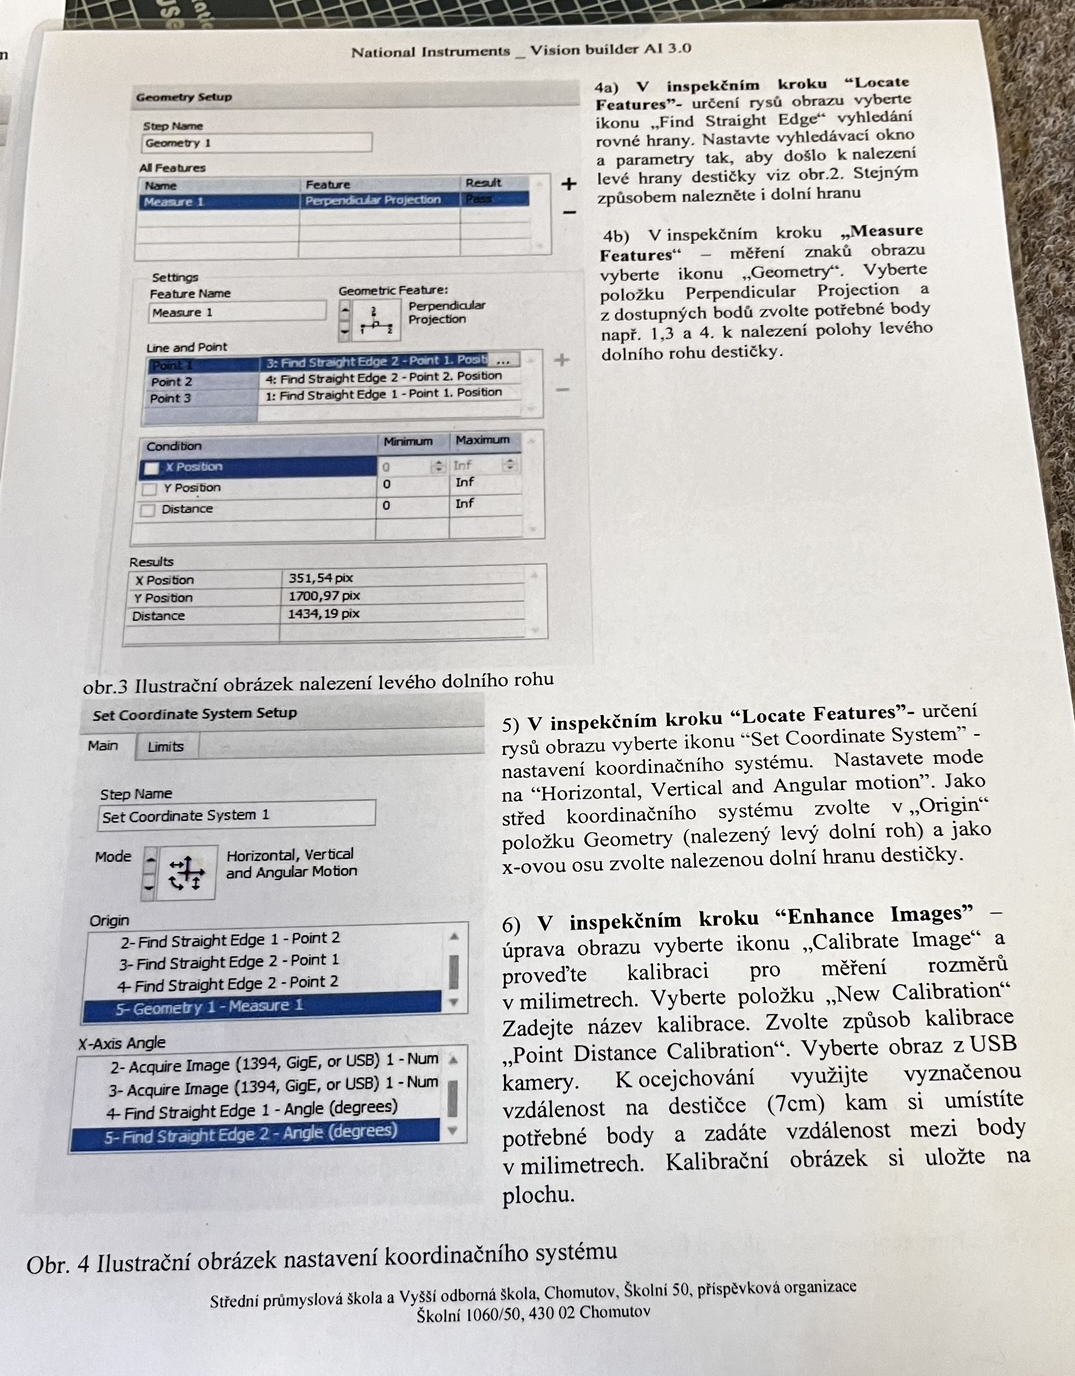 National Instruments _ Vision builder AI 3.0
Geometry Setup
Step Name
Geometry 1
All Features
Name Feature Result
Measure 1 Perpendicular Projection Pass
+
−
Settings
Feature Name
Measure 1
Geometric Feature:
3
1 2
Perpendicular
Projection
Line and Point
Point 1 3: Find Straight Edge 2 - Point 1. Posit ...
Point 2 4: Find Straight Edge 2 - Point 2. Position
Point 3 1: Find Straight Edge 1 - Point 1. Position
+
−
Condition Minimum Maximum
X Position 0 Inf
Y Position 0 Inf
Distance 0 Inf
Results
X Position 351,54 pix
Y Position 1700,97 pix
Distance 1434,19 pix
obr.3 Ilustrační obrázek nalezení levého dolního rohu
4a) V inspekčním kroku “Locate
Features”- určení rysů obrazu vyberte
ikonu „Find Straight Edge“ vyhledání
rovné hrany. Nastavte vyhledávací okno
a parametry tak, aby došlo k nalezení
levé hrany destičky viz obr.2. Stejným
způsobem nalezněte i dolní hranu
4b) V inspekčním kroku „Measure
Features“ – měření znaků obrazu
vyberte ikonu „Geometry“. Vyberte
položku Perpendicular Projection a
z dostupných bodů zvolte potřebné body
např. 1,3 a 4. k nalezení polohy levého
dolního rohu destičky.
Set Coordinate System Setup
Main Limits
Step Name
Set Coordinate System 1
Mode
Horizontal, Vertical
and Angular Motion
Origin
2- Find Straight Edge 1 - Point 2
3- Find Straight Edge 2 - Point 1
4- Find Straight Edge 2 - Point 2
5- Geometry 1 - Measure 1
X-Axis Angle
2- Acquire Image (1394, GigE, or USB) 1 - Num
3- Acquire Image (1394, GigE, or USB) 1 - Num
4- Find Straight Edge 1 - Angle (degrees)
5- Find Straight Edge 2 - Angle (degrees)
5) V inspekčním kroku “Locate Features”- určení
rysů obrazu vyberte ikonu “Set Coordinate System” -
nastavení koordinačního systému. Nastavete mode
na “Horizontal, Vertical and Angular motion”. Jako
střed koordinačního systému zvolte v „Origin“
položku Geometry (nalezený levý dolní roh) a jako
x-ovou osu zvolte nalezenou dolní hranu destičky.
6) V inspekčním kroku “Enhance Images” –
úprava obrazu vyberte ikonu „Calibrate Image“ a
proveďte kalibraci pro měření rozměrů
v milimetrech. Vyberte položku „New Calibration“
Zadejte název kalibrace. Zvolte způsob kalibrace
„Point Distance Calibration“. Vyberte obraz z USB
kamery. K ocejchování využijte vyznačenou
vzdálenost na destičce (7cm) kam si umístíte
potřebné body a zadáte vzdálenost mezi body
v milimetrech. Kalibrační obrázek si uložte na
plochu.
Obr. 4 Ilustrační obrázek nastavení koordinačního systému
Střední průmyslová škola a Vyšší odborná škola, Chomutov, Školní 50, příspěvková organizace
Školní 1060/50, 430 02 Chomutov